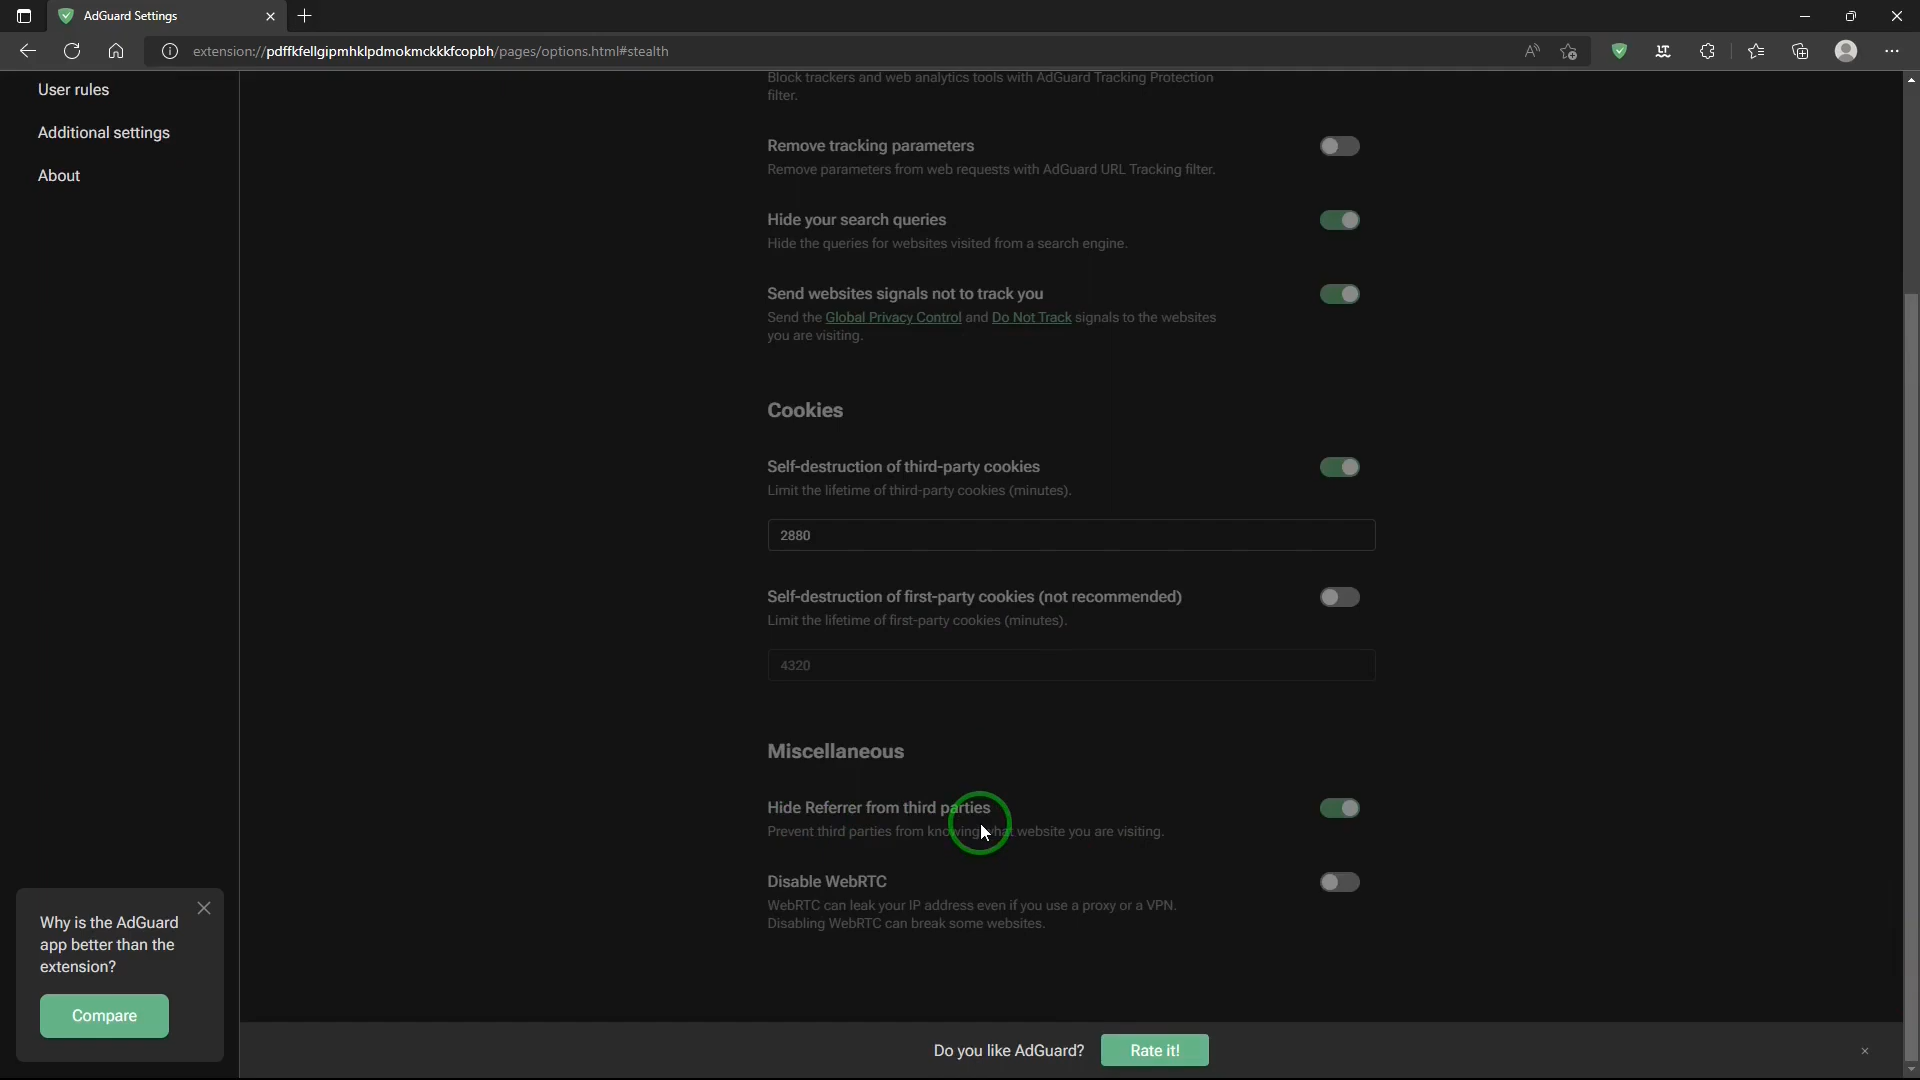 AdGuard Settings
extension://pdffkfellgipmhklpdmokmckkkfcopbh/pages/options.html#stealth
User rules
Additional settings
About
Block trackers and web analytics tools with AdGuard Tracking Protection
filter.
Remove tracking parameters
Remove parameters from web requests with AdGuard URL Tracking filter.
Hide your search queries
Hide the queries for websites visited from a search engine.
Send websites signals not to track you
Send the Global Privacy Control and Do Not Track signals to the websites
you are visiting.
Cookies
Self-destruction of third-party cookies
Limit the lifetime of third-party cookies (minutes).
2880
Self-destruction of first-party cookies (not recommended)
Limit the lifetime of first-party cookies (minutes).
4320
Miscellaneous
Hide Referrer from third parties
Prevent third parties from knowing what website you are visiting.
Disable WebRTC
WebRTC can leak your IP address even if you use a proxy or a VPN.
Disabling WebRTC can break some websites.
Why is the AdGuard
app better than the
extension?
Compare
Do you like AdGuard?
Rate it!